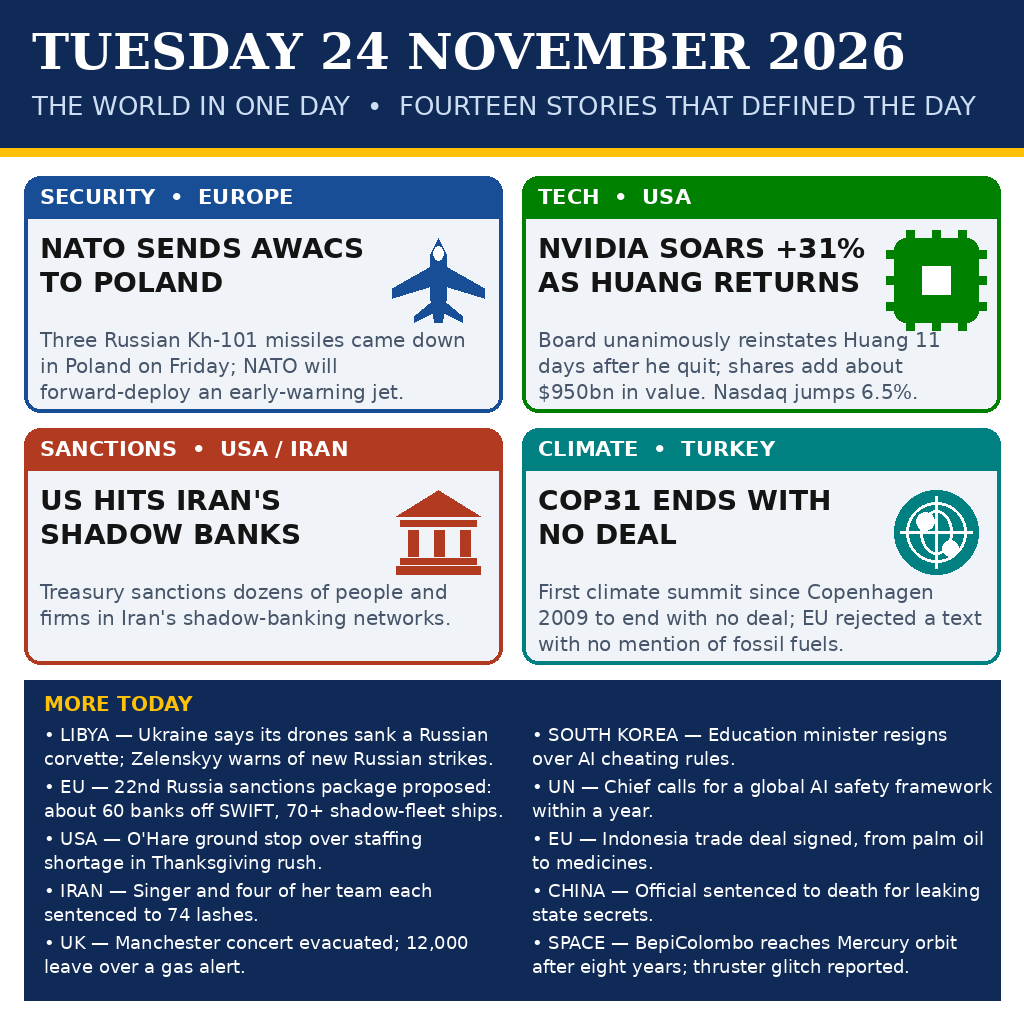 TUESDAY 24 NOVEMBER 2026
THE WORLD IN ONE DAY • FOURTEEN STORIES THAT DEFINED THE DAY
SECURITY • EUROPE
NATO SENDS AWACS
TO POLAND
Three Russian Kh-101 missiles came down
in Poland on Friday; NATO will
forward-deploy an early-warning jet.
TECH • USA
NVIDIA SOARS +31%
AS HUANG RETURNS
Board unanimously reinstates Huang 11
days after he quit; shares add about
$950bn in value. Nasdaq jumps 6.5%.
SANCTIONS • USA / IRAN
US HITS IRAN'S
SHADOW BANKS
Treasury sanctions dozens of people and
firms in Iran's shadow-banking networks.
CLIMATE • TURKEY
COP31 ENDS WITH
NO DEAL
First climate summit since Copenhagen
2009 to end with no deal; EU rejected a text
with no mention of fossil fuels.
MORE TODAY
• LIBYA — Ukraine says its drones sank a Russian
corvette; Zelenskyy warns of new Russian strikes.
• EU — 22nd Russia sanctions package proposed:
about 60 banks off SWIFT, 70+ shadow-fleet ships.
• USA — O'Hare ground stop over staffing
shortage in Thanksgiving rush.
• IRAN — Singer and four of her team each
sentenced to 74 lashes.
• UK — Manchester concert evacuated; 12,000
leave over a gas alert.
• SOUTH KOREA — Education minister resigns
over AI cheating rules.
• UN — Chief calls for a global AI safety framework
within a year.
• EU — Indonesia trade deal signed, from palm oil
to medicines.
• CHINA — Official sentenced to death for leaking
state secrets.
• SPACE — BepiColombo reaches Mercury orbit
after eight years; thruster glitch reported.